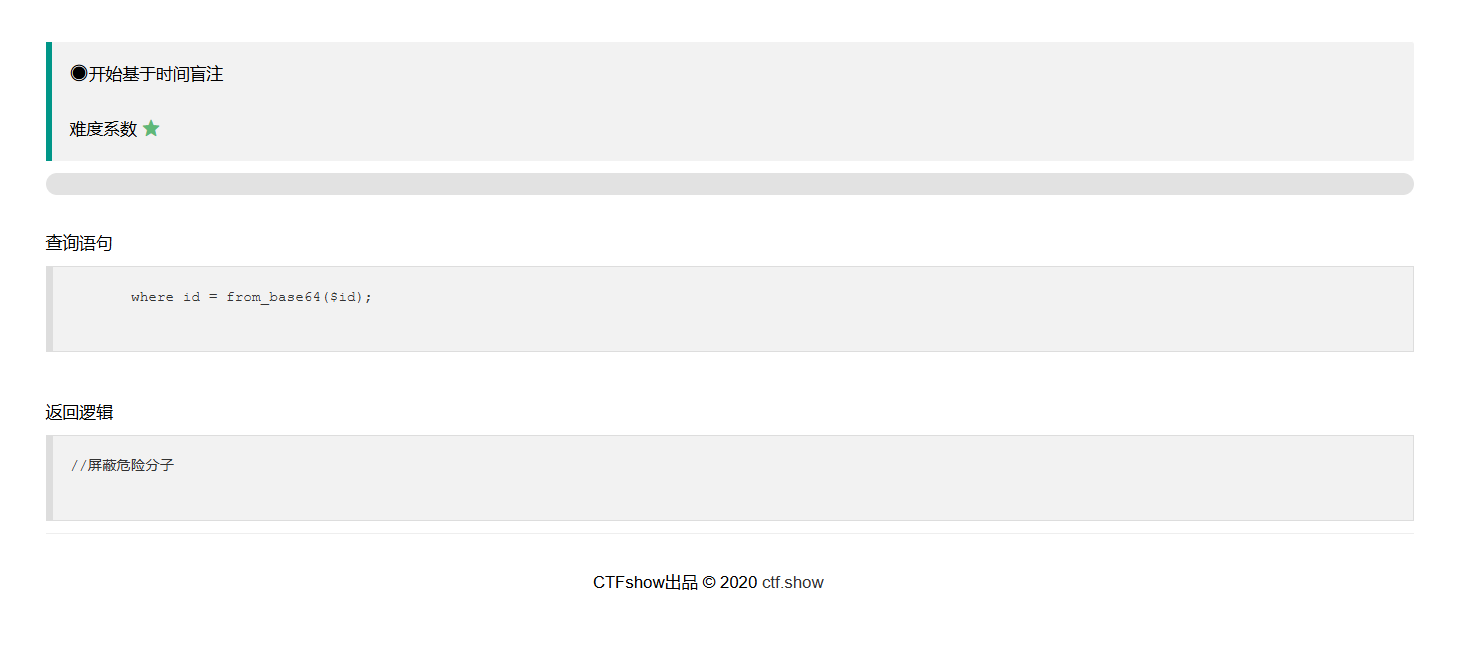 ◉开始基于时间盲注
难度系数
查询语句
where id = from_base64($id);
返回逻辑
//屏蔽危险分子
CTFshow出品 © 2020 ctf.show